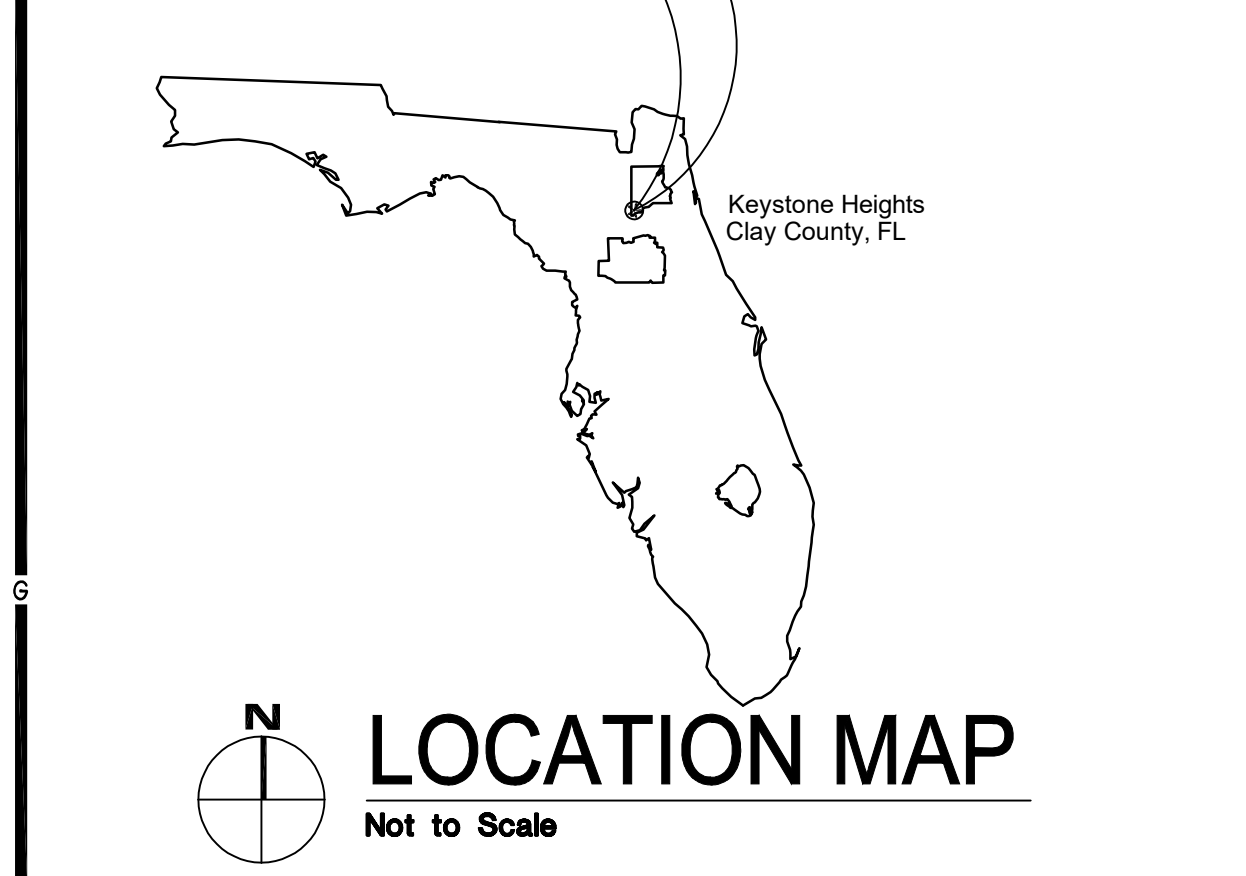 Keystone Heights
Clay County, FL
G
N
LOCATION MAP
Not to Scale